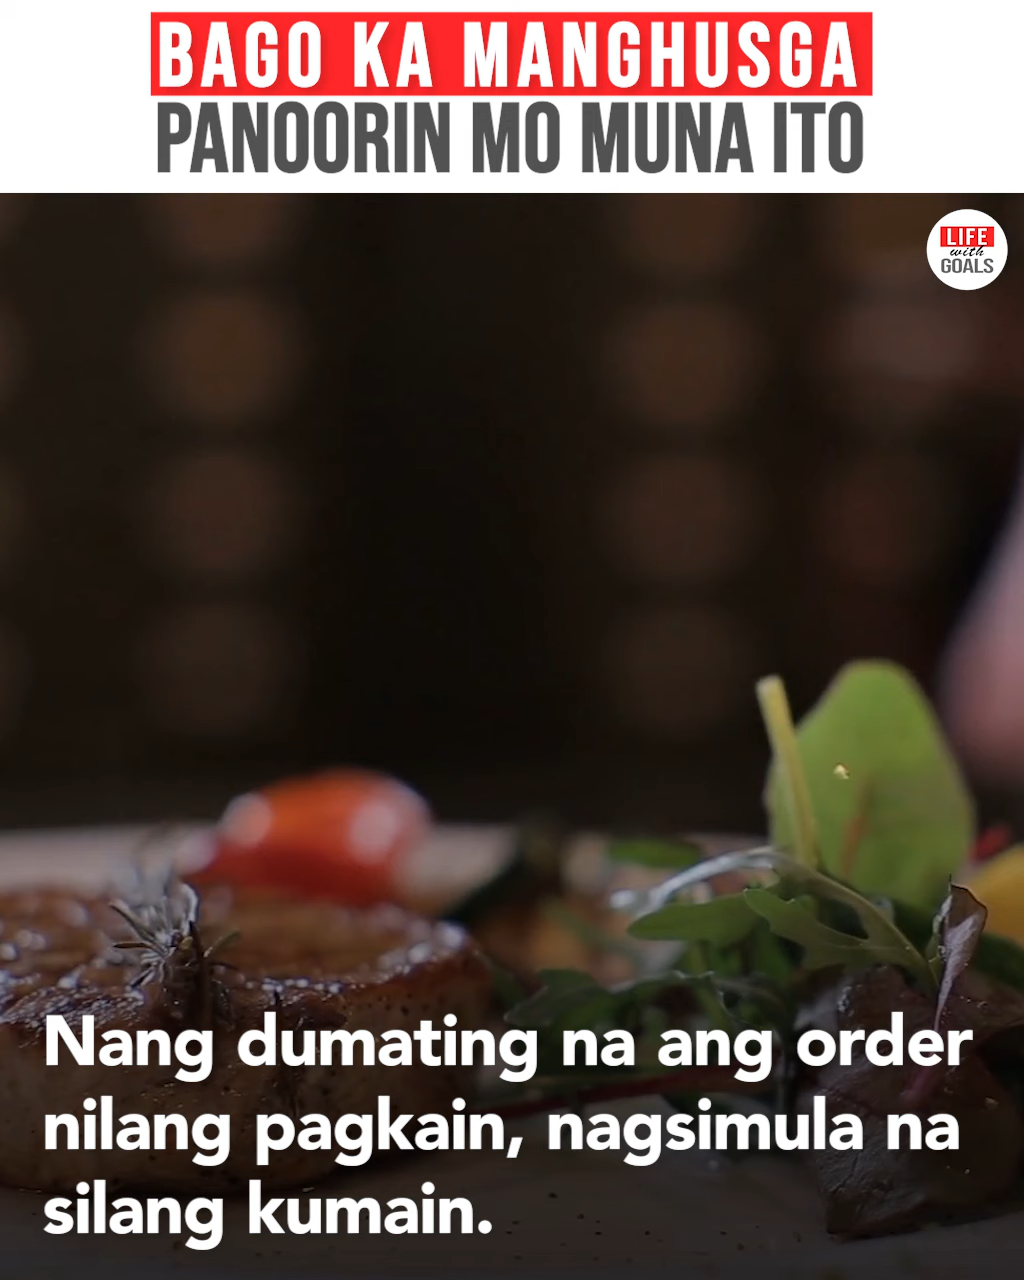 BAGO KA MANGHUSGA
PANOORIN MO MUNA ITO
LIFE
with
GOALS
Nang dumating na ang order
nilang pagkain, nagsimula na
silang kumain.